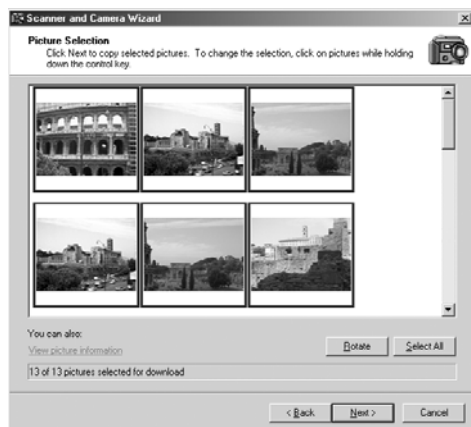 Scanner and Camera Wizard
Picture Selection
Click Next to copy selected pictures. To change the selection, click on pictures while holding
down the control key.
You can also:
View picture information
Rotate
Select All
13 of 13 pictures selected for download
< Back
Next >
Cancel